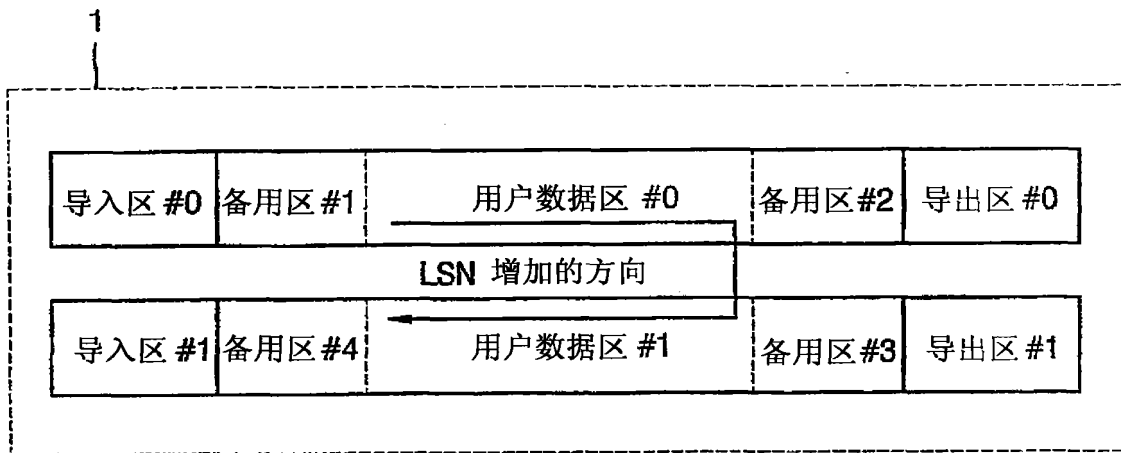 1
导入区 #0 备用区#1 用户数据区 #0 备用区#2 导出区 #0
LSN 增加的方向
导入区 #1 备用区#4 用户数据区 #1 备用区#3 导出区 #1